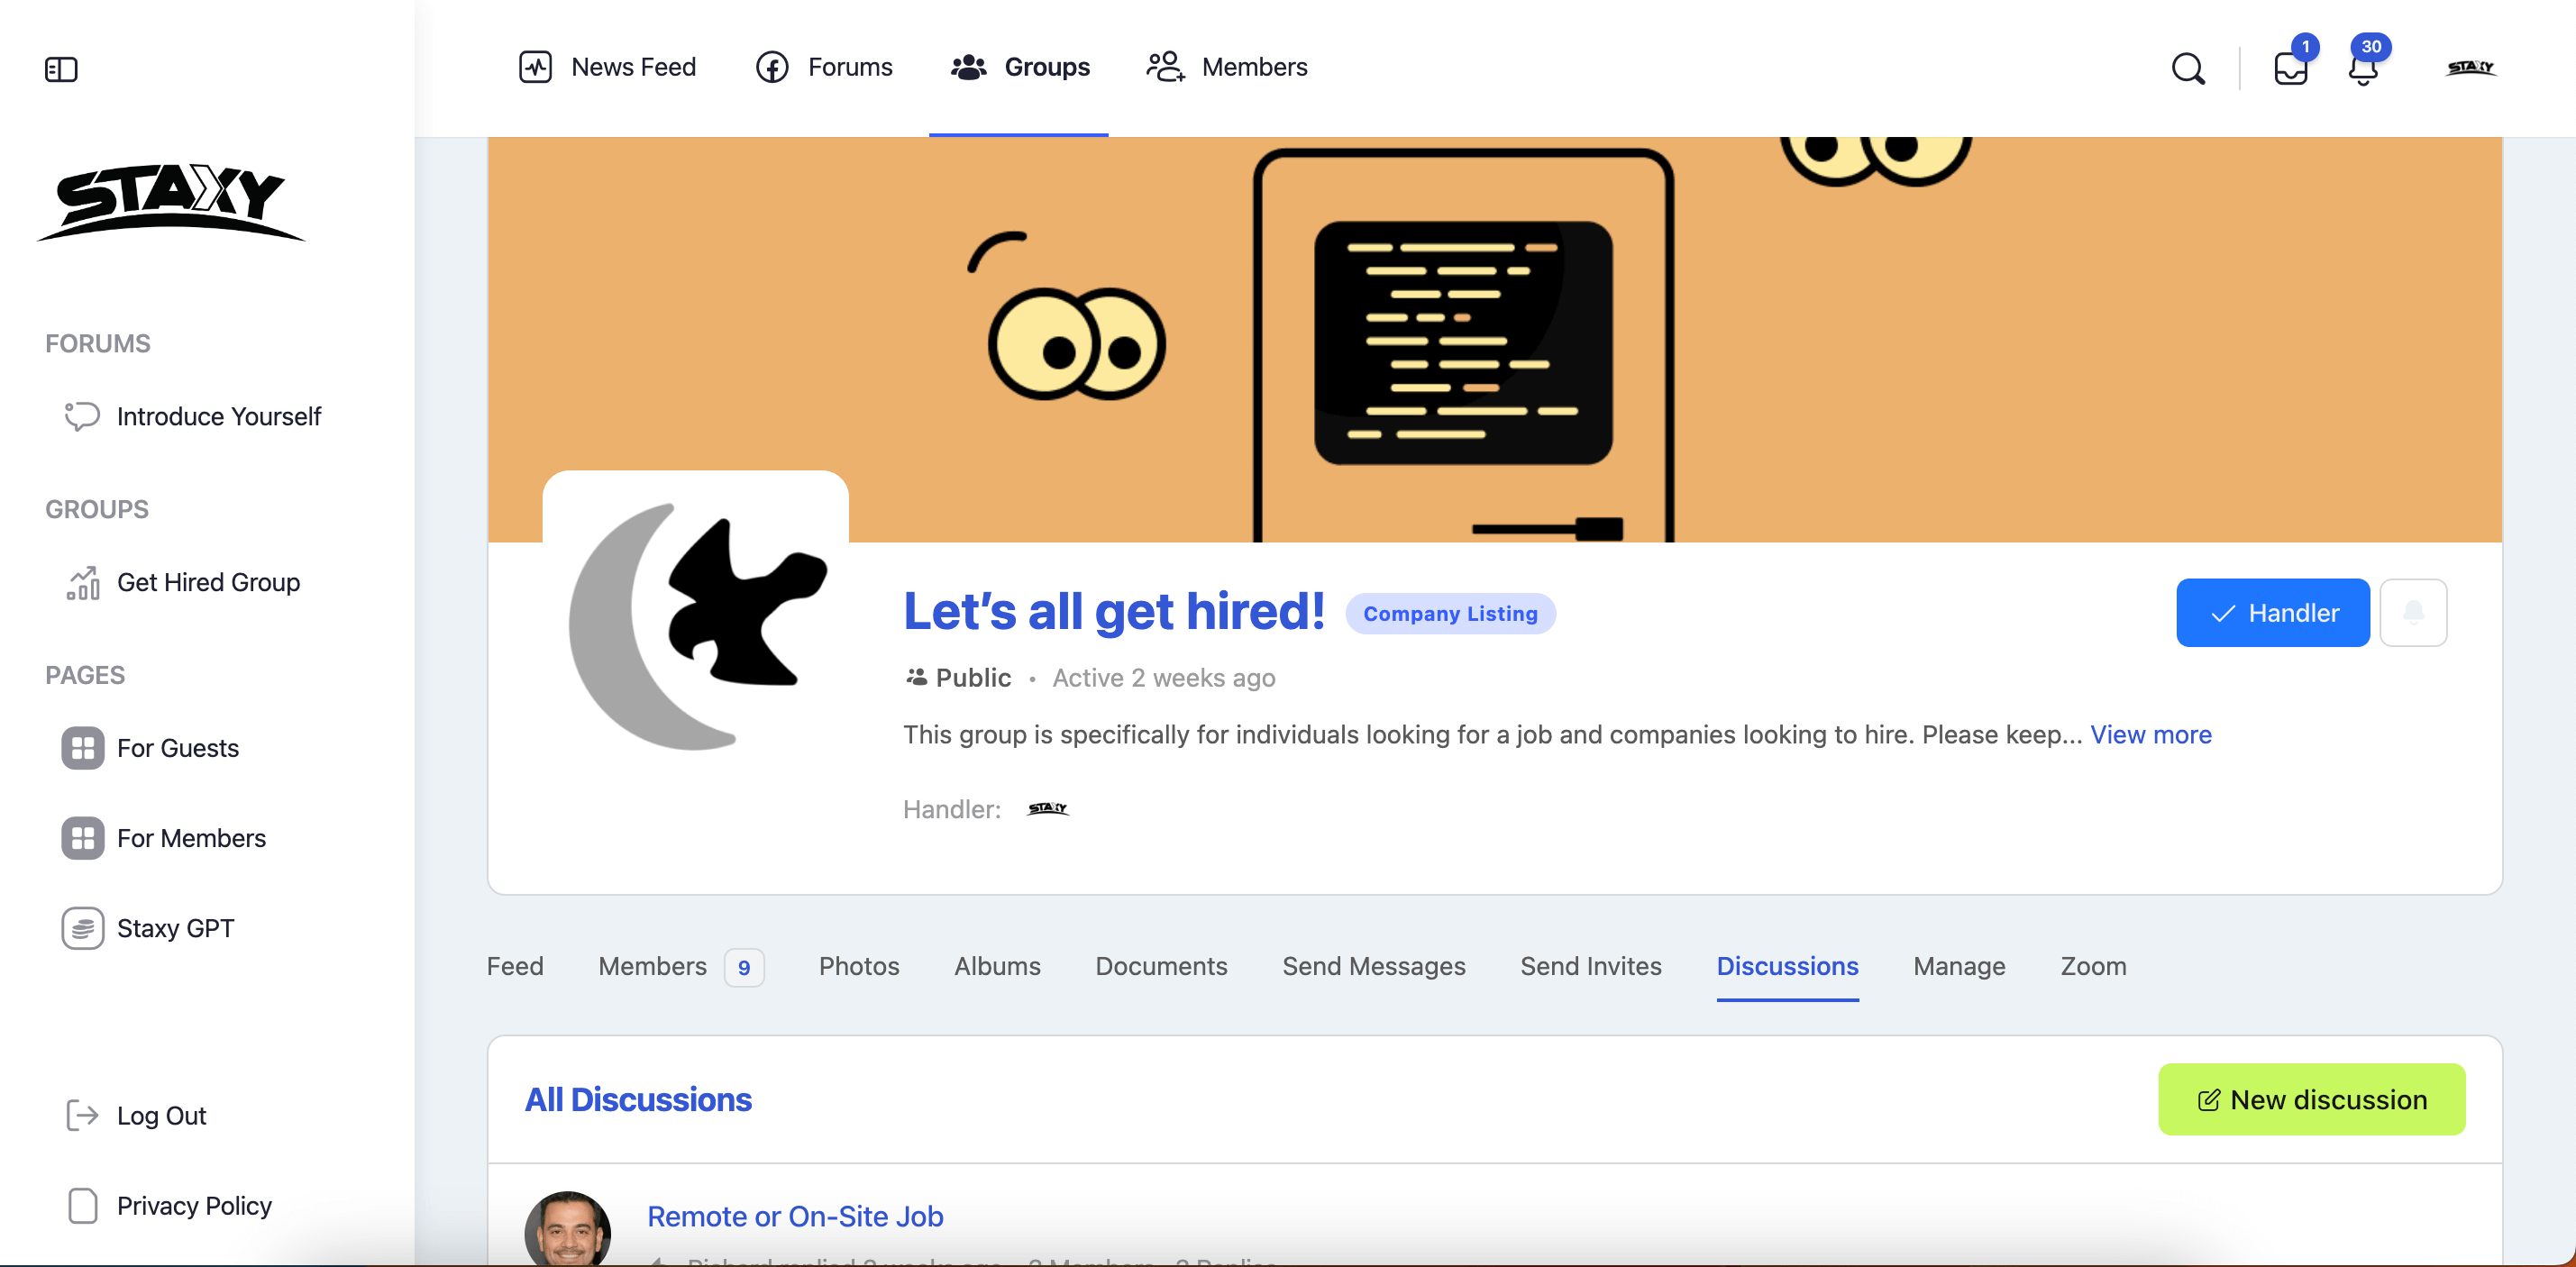 News Feed
Forums
Groups
Members
1
30
STAXY
STAXY
FORUMS
Introduce Yourself
GROUPS
Get Hired Group
PAGES
For Guests
For Members
Staxy GPT
Log Out
Privacy Policy
Let's all get hired!
Company Listing
Handler
Public • Active 2 weeks ago
This group is specifically for individuals looking for a job and companies looking to hire. Please keep... View more
Handler: STAXY
Feed
Members 9
Photos
Albums
Documents
Send Messages
Send Invites
Discussions
Manage
Zoom
All Discussions
New discussion
Remote or On-Site Job